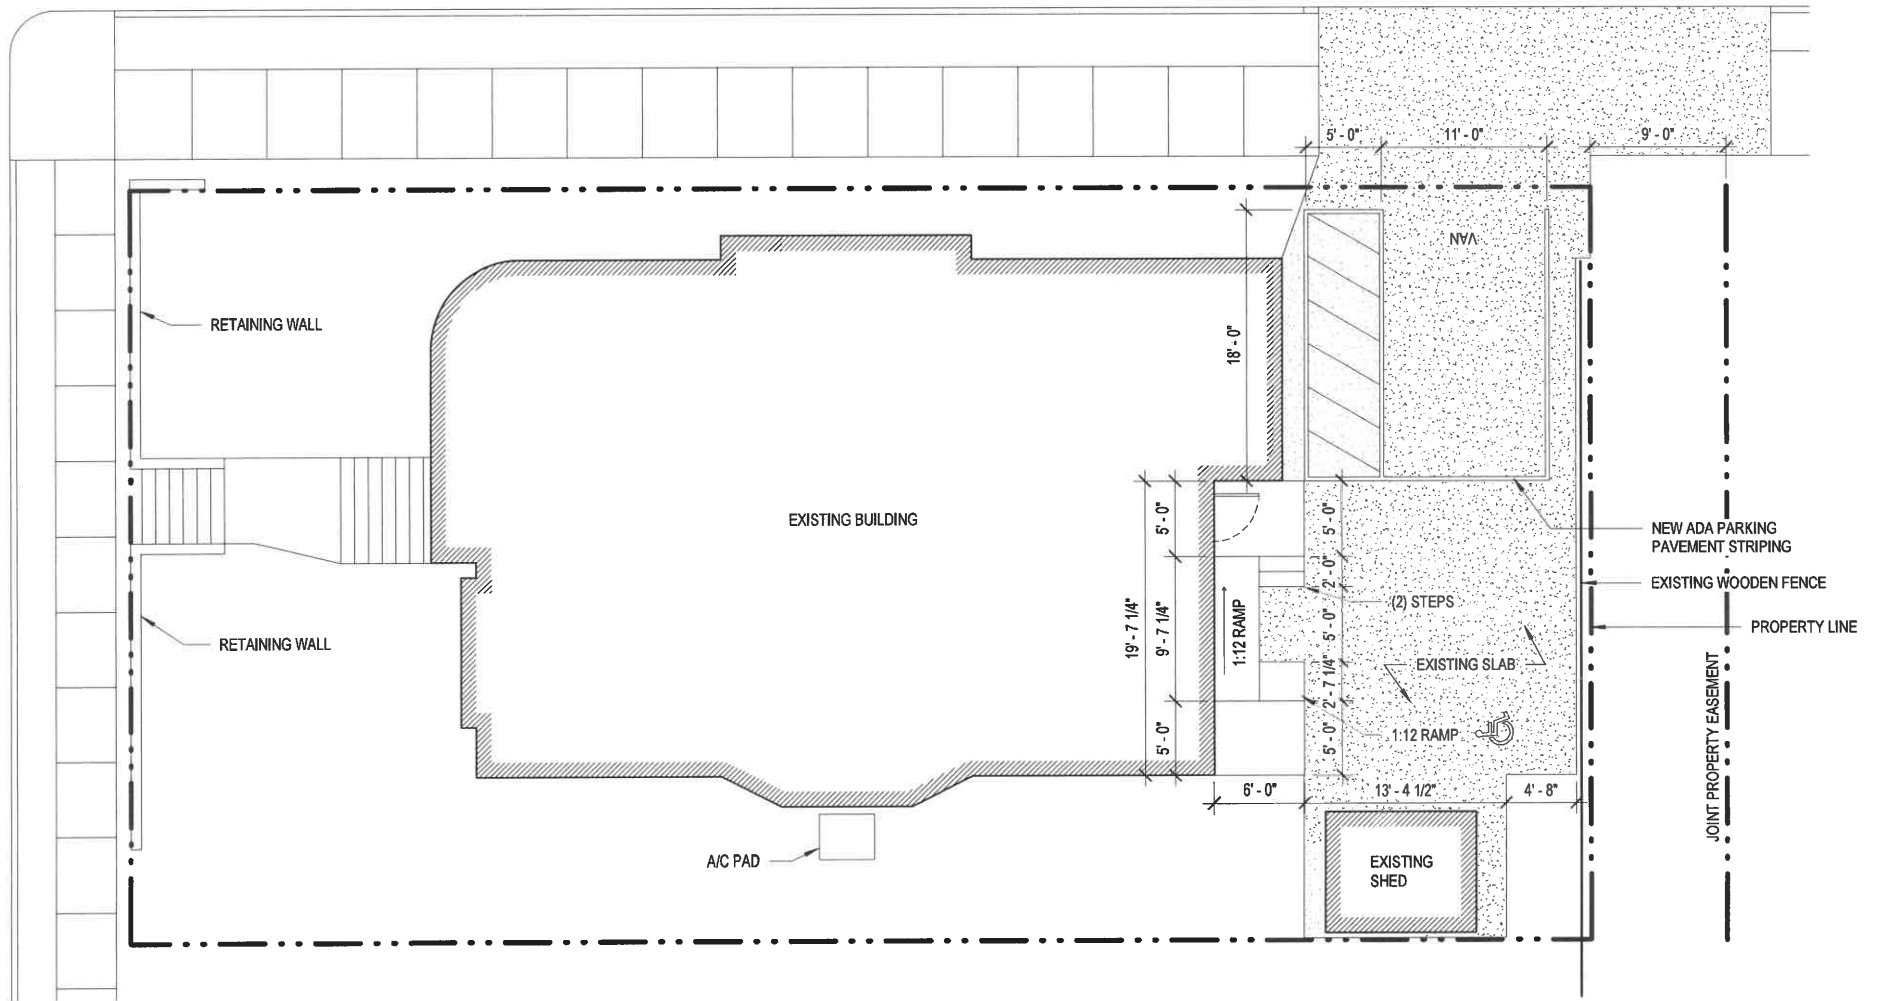 5' - 0"
11' - 0"
9' - 0"
VAN
RETAINING WALL
18' - 0"
EXISTING BUILDING
5' - 0"
5' - 0"
NEW ADA PARKING
PAVEMENT STRIPING
2' - 0"
EXISTING WOODEN FENCE
(2) STEPS
19' - 7 1/4"
9' - 7 1/4"
1:12 RAMP
5' - 0"
PROPERTY LINE
RETAINING WALL
EXISTING SLAB
2' - 7 1/4"
JOINT PROPERTY EASEMENT
5' - 0"
5' - 0"
1:12 RAMP
6' - 0"
13' - 4 1/2"
4' - 8"
A/C PAD
EXISTING
SHED